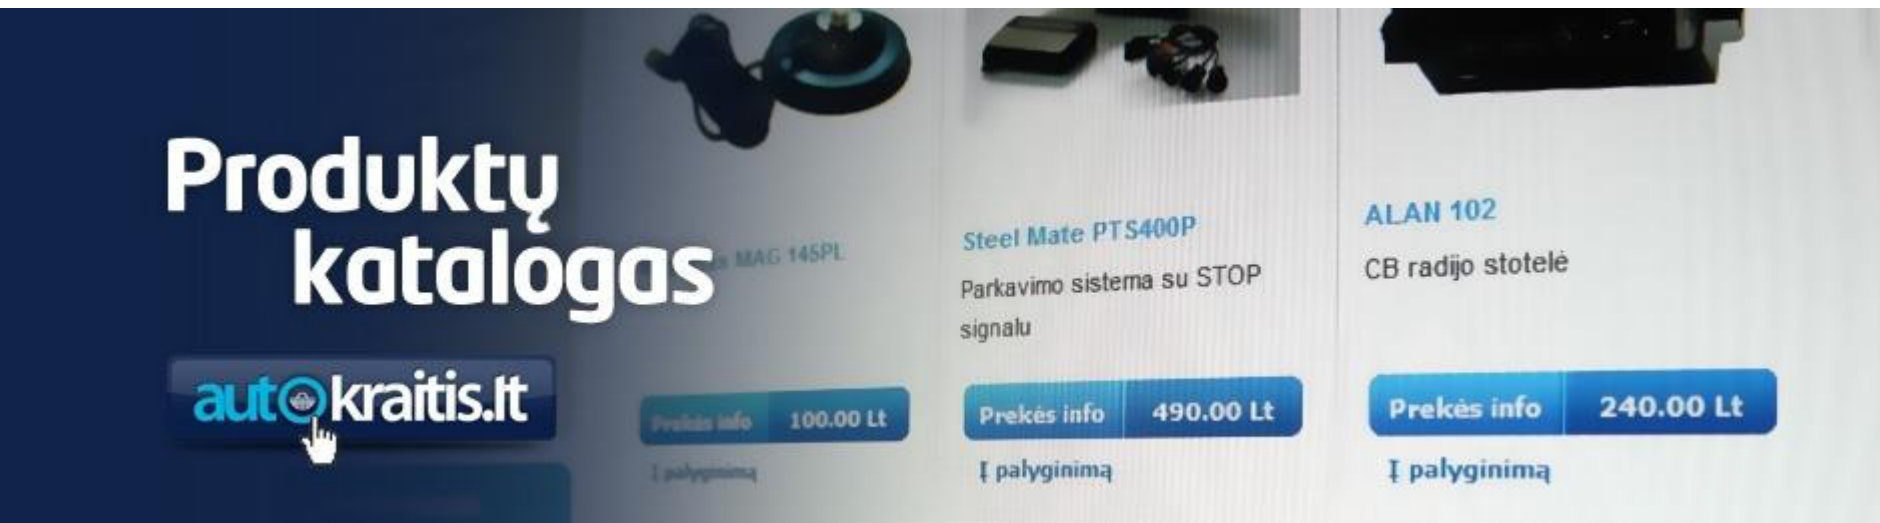 Produktų
katalogas
autokraitis.lt
MAG 145PL
100.00 Lt
Į palyginimą
Steel Mate PTS400P
Parkavimo sistema su STOP
signalu
Prekės info 490.00 Lt
Į palyginimą
ALAN 102
CB radijo stotelė
Prekės info 240.00 Lt
Į palyginimą